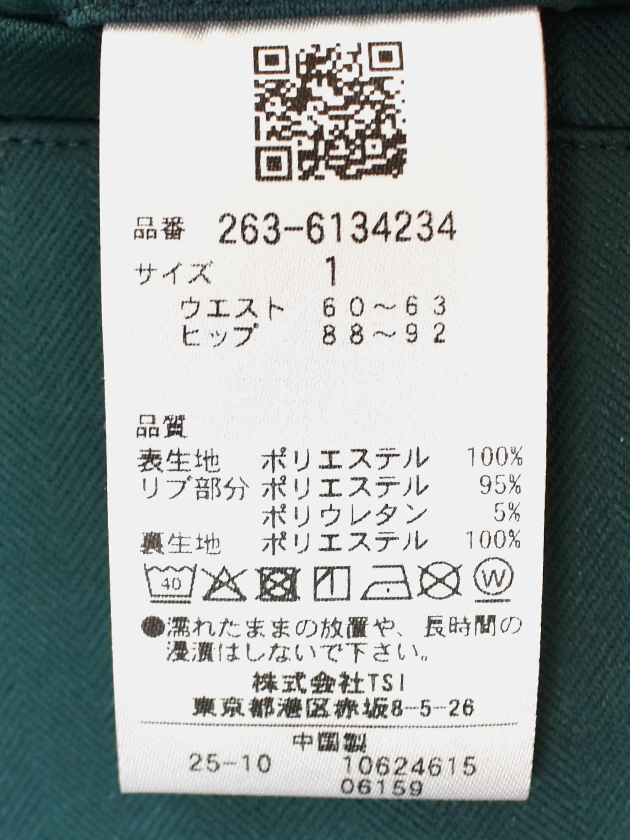 品番 263-6134234
サイズ 1
ウエスト 60～63
ヒップ 88～92
品質
表生地 ポリエステル 100%
リブ部分 ポリエステル 95%
ポリウレタン 5%
裏生地 ポリエステル 100%
40 W
●濡れたままの放置や、長時間の
浸漬はしないで下さい。
株式会社TSI
東京都港区赤坂8-5-26
中国製
25-10 10624615
06159